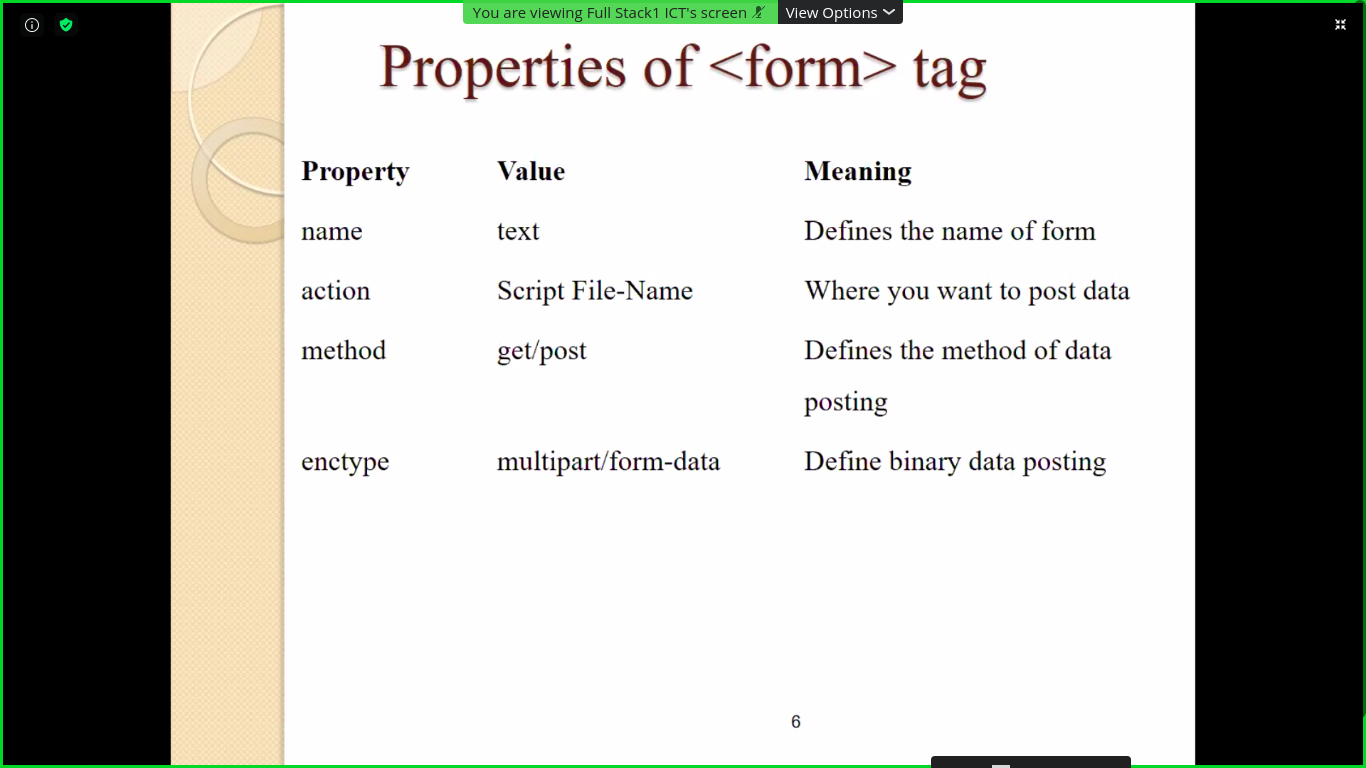 You are viewing Full Stack1 ICT's screen View Options
Properties of <form> tag
Property Value Meaning
name text Defines the name of form
action Script File-Name Where you want to post data
method get/post Defines the method of data
posting
enctype multipart/form-data Define binary data posting
6